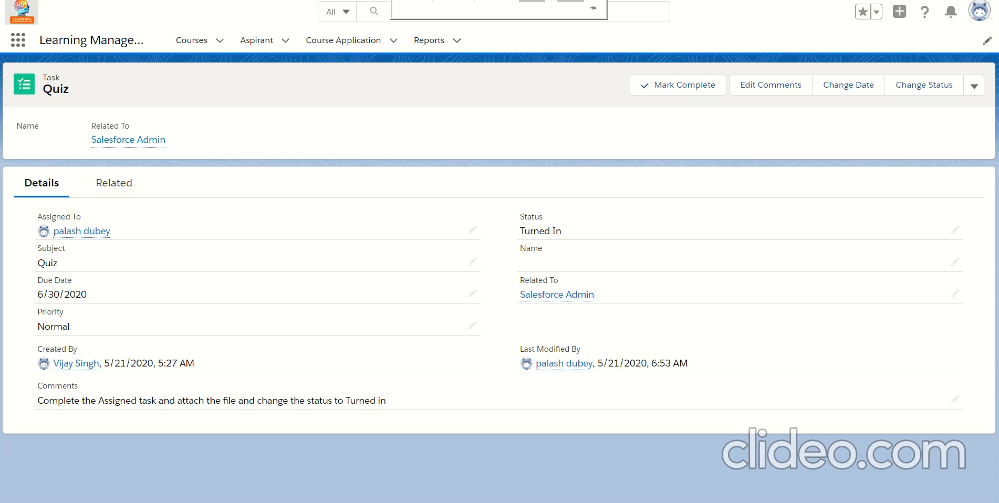 LEARNING
All
Learning Manage...
Courses
Aspirant
Course Application
Reports
Task
Quiz
Mark Complete
Edit Comments
Change Date
Change Status
Name
Related To
Salesforce Admin
Details
Related
Assigned To
palash dubey
Status
Turned In
Subject
Quiz
Name
Due Date
6/30/2020
Related To
Salesforce Admin
Priority
Normal
Created By
Vijay Singh, 5/21/2020, 5:27 AM
Last Modified By
palash dubey, 5/21/2020, 6:53 AM
Comments
Complete the Assigned task and attach the file and change the status to Turned in
clideo.com